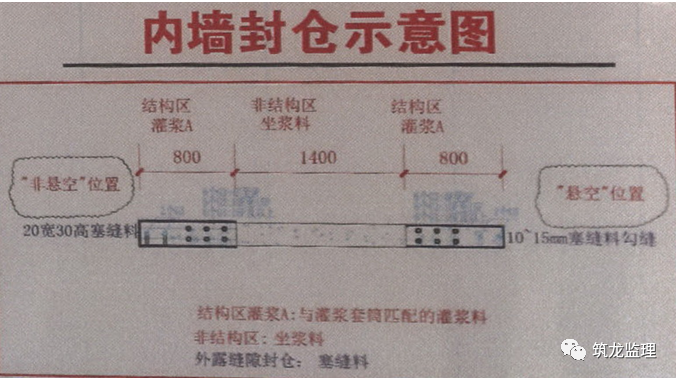 内墙封仓示意图
结构区
灌浆A
非结构区
坐浆料
结构区
灌浆A
800
1400
800
"非悬空"位置
"悬空"位置
20宽30高塞缝料
10~15mm塞缝料勾缝
结构区灌浆A:与灌浆套筒匹配的灌浆料
非结构区:坐浆料
外露缝隙封仓: 塞缝料
筑龙监理